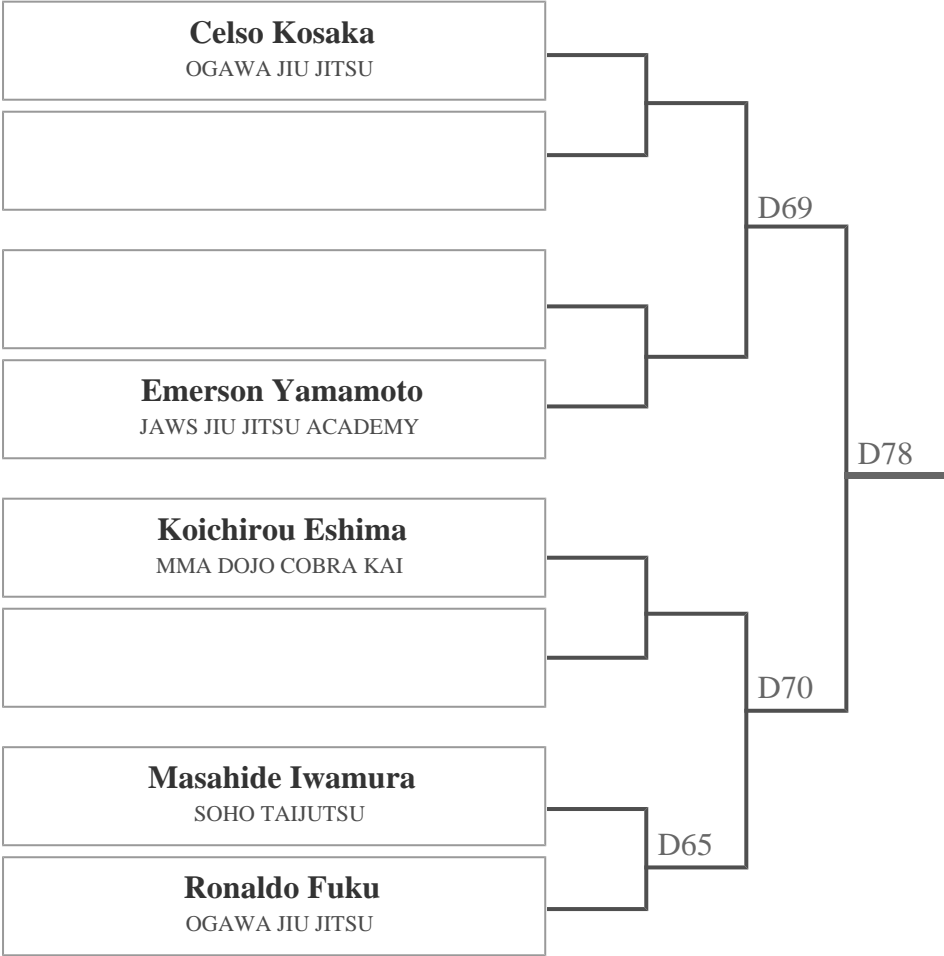 Celso Kosaka
OGAWA JIU JITSU
D69
Emerson Yamamoto
JAWS JIU JITSU ACADEMY
D78
Koichirou Eshima
MMA DOJO COBRA KAI
D70
Masahide Iwamura
SOHO TAIJUTSU
D65
Ronaldo Fuku
OGAWA JIU JITSU